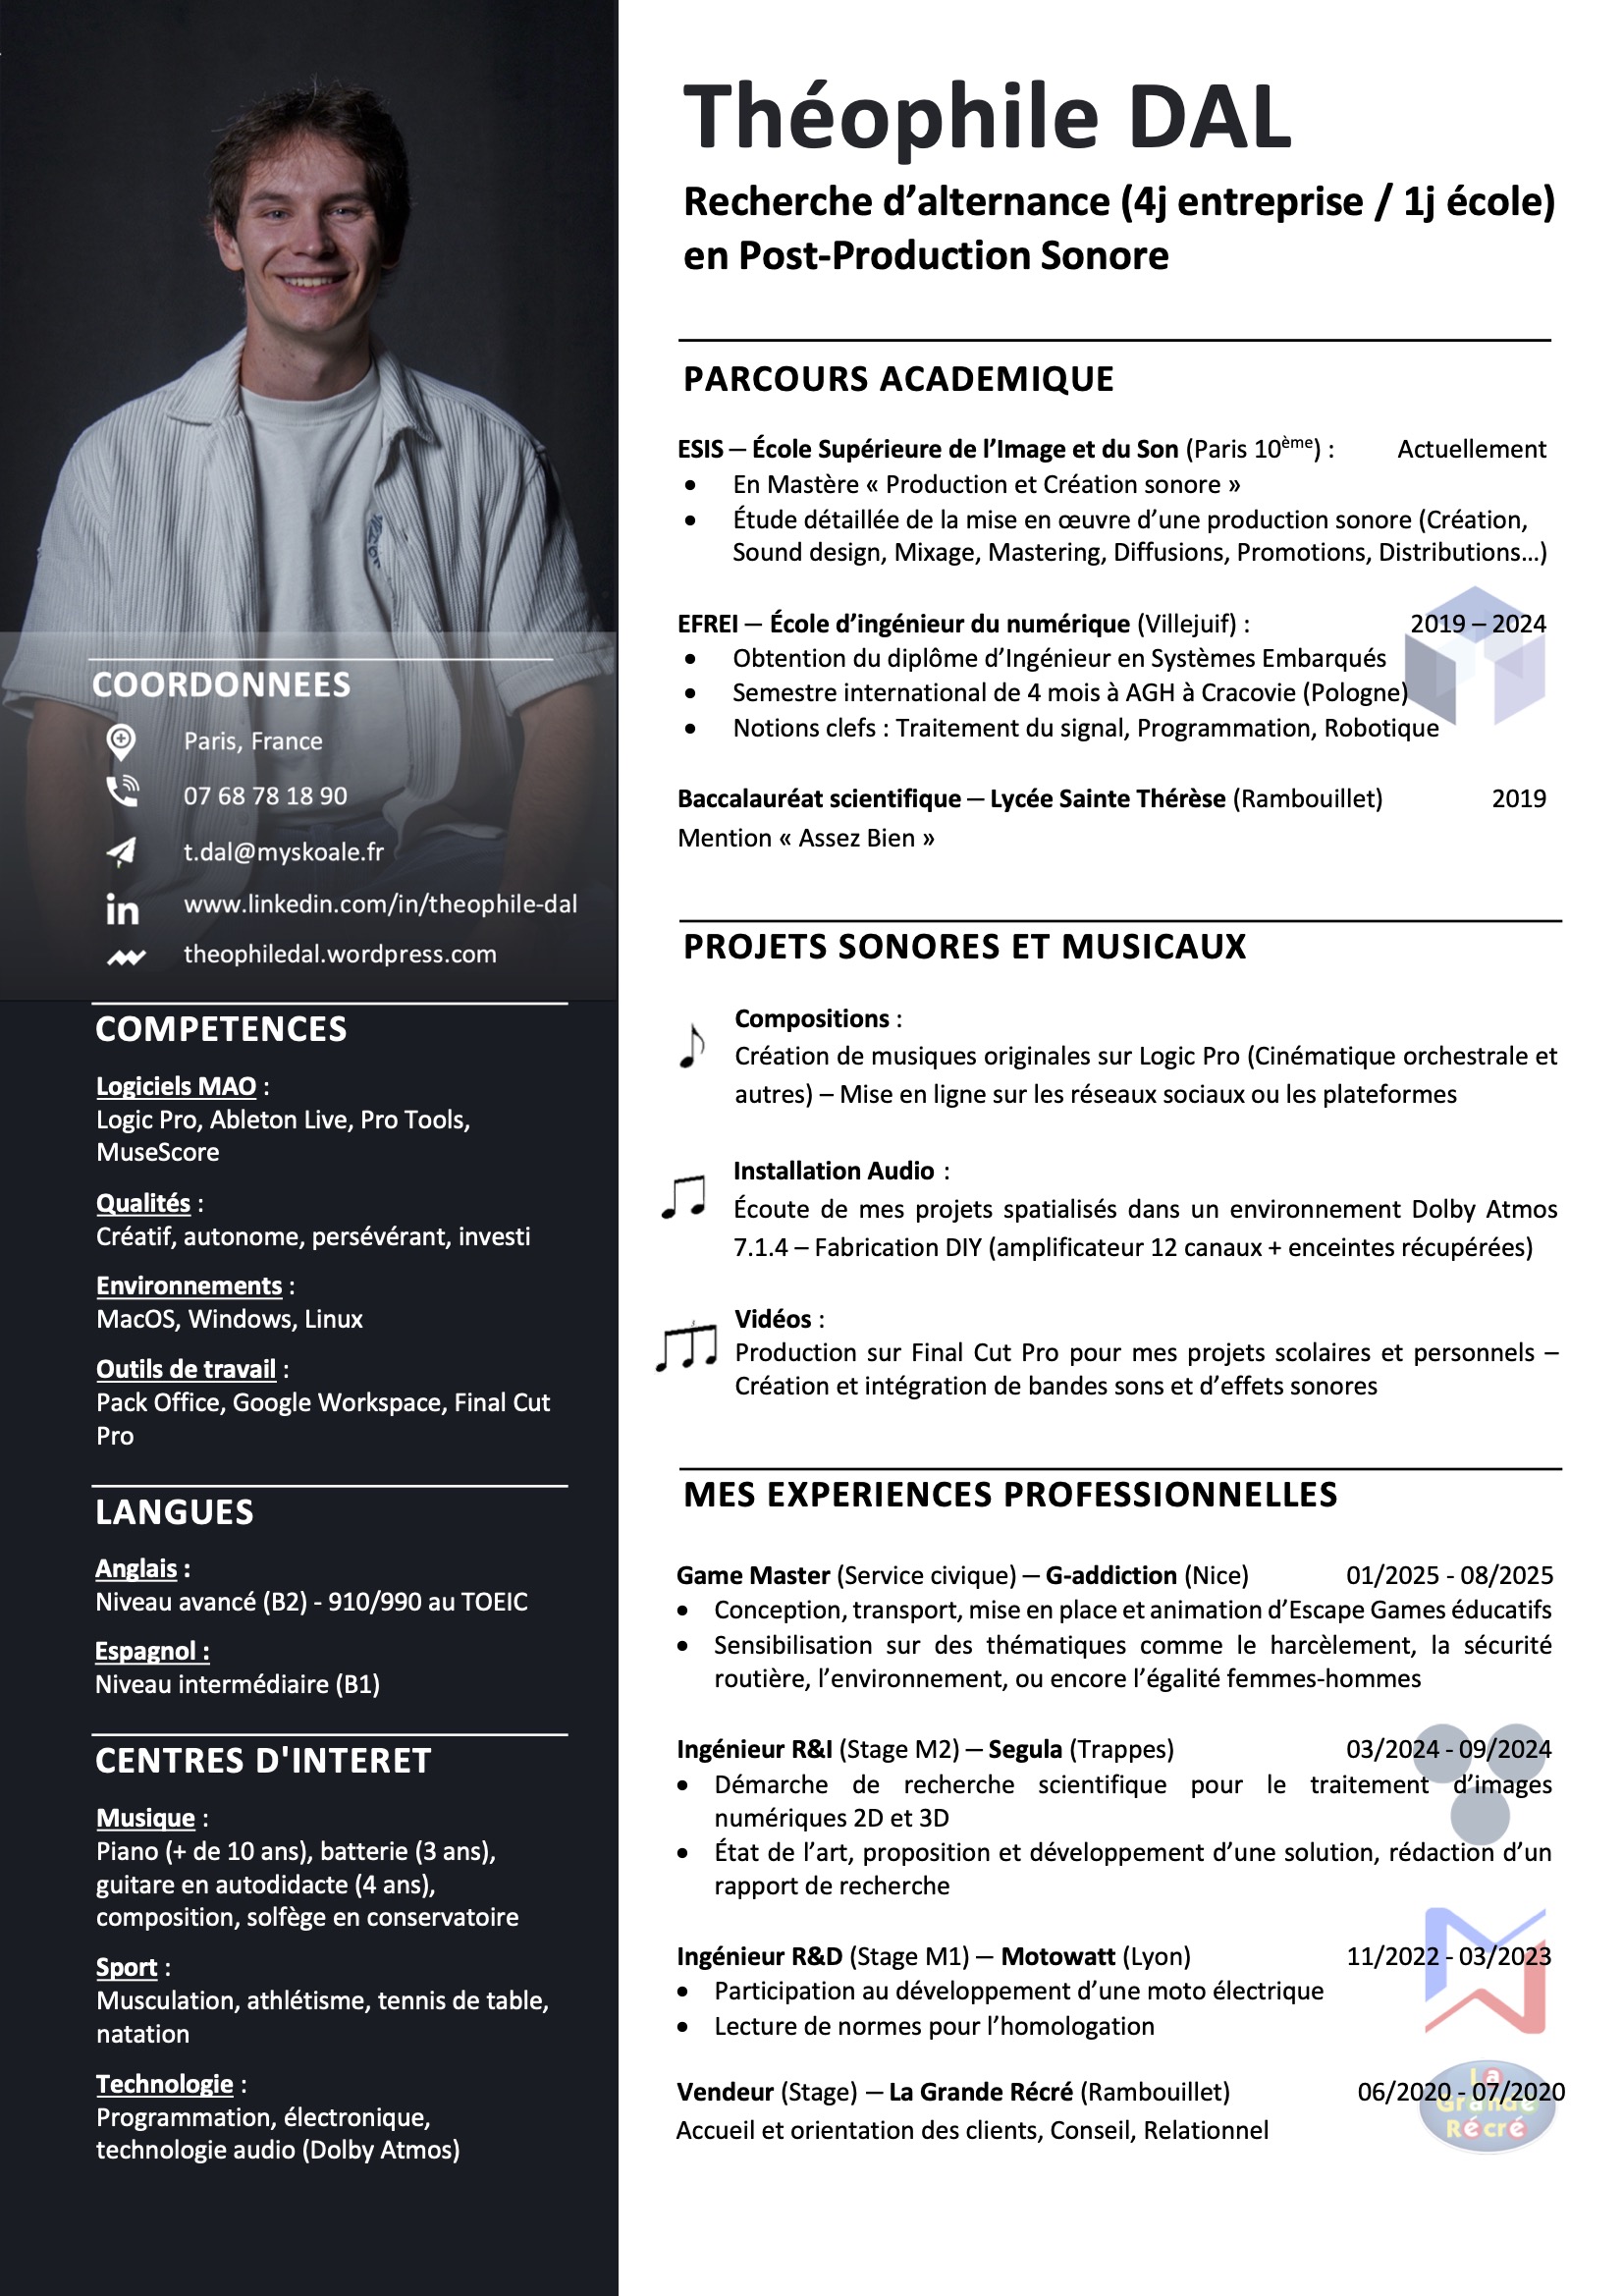 Théophile DAL
Recherche d’alternance (4j entreprise / 1j école)
en Post-Production Sonore
COORDONNEES
Paris, France
07 68 78 18 90
t.dal@myskoale.fr
in www.linkedin.com/in/theophile-dal
theophiledal.wordpress.com
COMPETENCES
Logiciels MAO :
Logic Pro, Ableton Live, Pro Tools,
MuseScore
Qualités :
Créatif, autonome, persévérant, investi
Environnements :
MacOS, Windows, Linux
Outils de travail :
Pack Office, Google Workspace, Final Cut
Pro
LANGUES
Anglais :
Niveau avancé (B2) - 910/990 au TOEIC
Espagnol :
Niveau intermédiaire (B1)
CENTRES D'INTERET
Musique :
Piano (+ de 10 ans), batterie (3 ans),
guitare en autodidacte (4 ans),
composition, solfège en conservatoire
Sport :
Musculation, athlétisme, tennis de table,
natation
Technologie :
Programmation, électronique,
technologie audio (Dolby Atmos)
PARCOURS ACADEMIQUE
ESIS – École Supérieure de l’Image et du Son (Paris 10ème) : Actuellement
• En Mastère « Production et Création sonore »
• Étude détaillée de la mise en œuvre d’une production sonore (Création,
Sound design, Mixage, Mastering, Diffusions, Promotions, Distributions…)
EFREI – École d’ingénieur du numérique (Villejuif) : 2019 – 2024
• Obtention du diplôme d’Ingénieur en Systèmes Embarqués
• Semestre international de 4 mois à AGH à Cracovie (Pologne)
• Notions clefs : Traitement du signal, Programmation, Robotique
Baccalauréat scientifique – Lycée Sainte Thérèse (Rambouillet) 2019
Mention « Assez Bien »
PROJETS SONORES ET MUSICAUX
Compositions :
Création de musiques originales sur Logic Pro (Cinématique orchestrale et
autres) – Mise en ligne sur les réseaux sociaux ou les plateformes
Installation Audio :
Écoute de mes projets spatialisés dans un environnement Dolby Atmos
7.1.4 – Fabrication DIY (amplificateur 12 canaux + enceintes récupérées)
Vidéos :
Production sur Final Cut Pro pour mes projets scolaires et personnels –
Création et intégration de bandes sons et d’effets sonores
MES EXPERIENCES PROFESSIONNELLES
Game Master (Service civique) – G-addiction (Nice) 01/2025 - 08/2025
• Conception, transport, mise en place et animation d’Escape Games éducatifs
• Sensibilisation sur des thématiques comme le harcèlement, la sécurité
routière, l’environnement, ou encore l’égalité femmes-hommes
Ingénieur R&I (Stage M2) – Segula (Trappes) 03/2024 - 09/2024
• Démarche de recherche scientifique pour le traitement d’images
numériques 2D et 3D
• État de l’art, proposition et développement d’une solution, rédaction d’un
rapport de recherche
Ingénieur R&D (Stage M1) – Motowatt (Lyon) 11/2022 - 03/2023
• Participation au développement d’une moto électrique
• Lecture de normes pour l’homologation
Vendeur (Stage) – La Grande Récré (Rambouillet) 06/2020 - 07/2020
Accueil et orientation des clients, Conseil, Relationnel
La
Grande
Récré